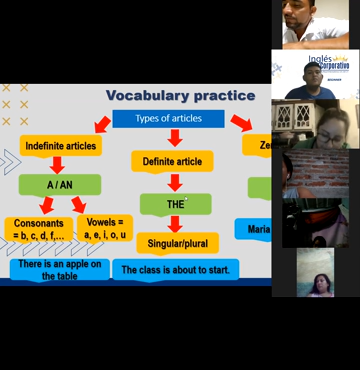 Vocabulary practice
Types of articles
Indefinite articles
Definite article
A / AN
THE
Consonants
= b, c, d, f,...
Vowels =
a, e, i, o, u
Singular/plural
There is an apple on
the table
The class is about to start.
Maria
Inglés
Corporativo
BEGINNER